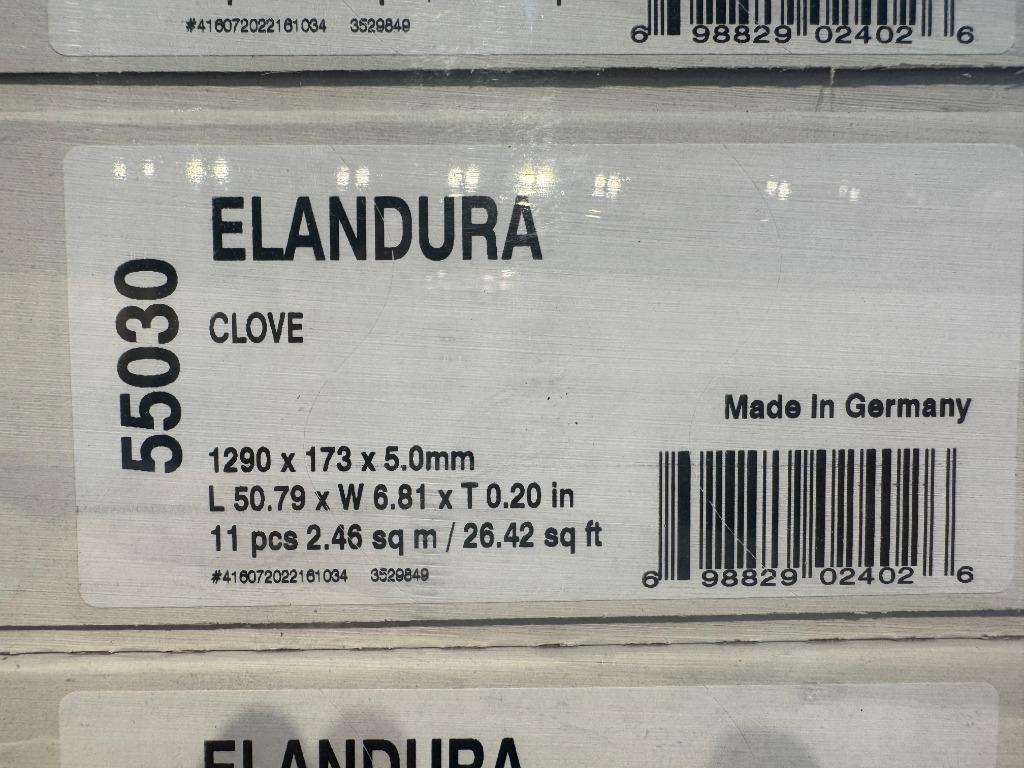 #416072022161034 3529849
6 98829 02402 6
ELANDURA
CLOVE
55030
Made In Germany
1290 x 173 x 5.0mm
L 50.79 x W 6.81 x T 0.20 in
11 pcs 2.46 sq m / 26.42 sq ft
#416072022161034 3529849
6 98829 02402 6
ELANDURA